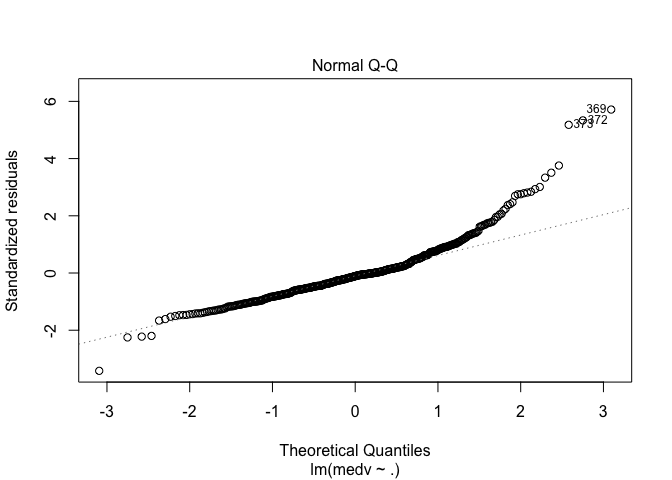 Normal Q-Q
Standardized residuals
6
4
2
0
-2
369
372
373
-3 -2 -1 0 1 2 3
Theoretical Quantiles
lm(medv ~ .)